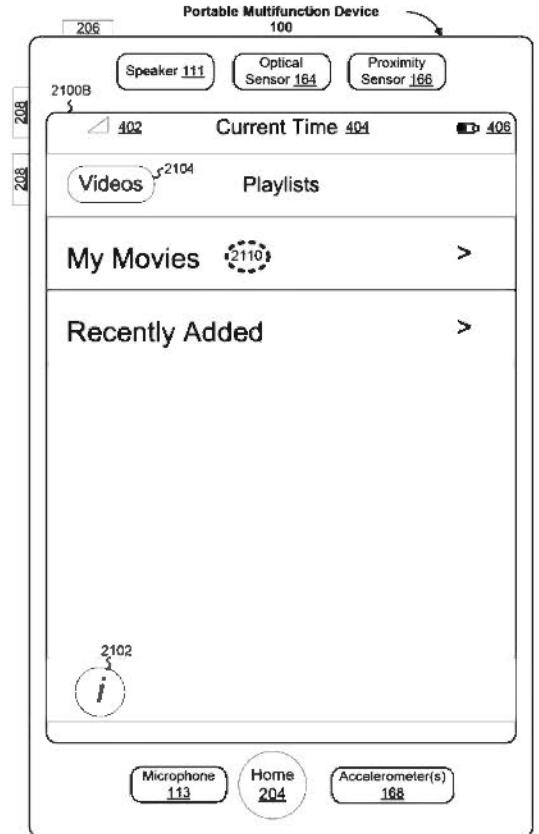 Portable Multifunction Device
100
206
Speaker 111
Optical
Sensor 164
Proximity
Sensor 166
2100B
208
402
Current Time 404
406
Videos
2104
Playlists
208
My Movies
2110
>
Recently Added
>
2102
i
Microphone
113
Home
204
Accelerometer(s)
168